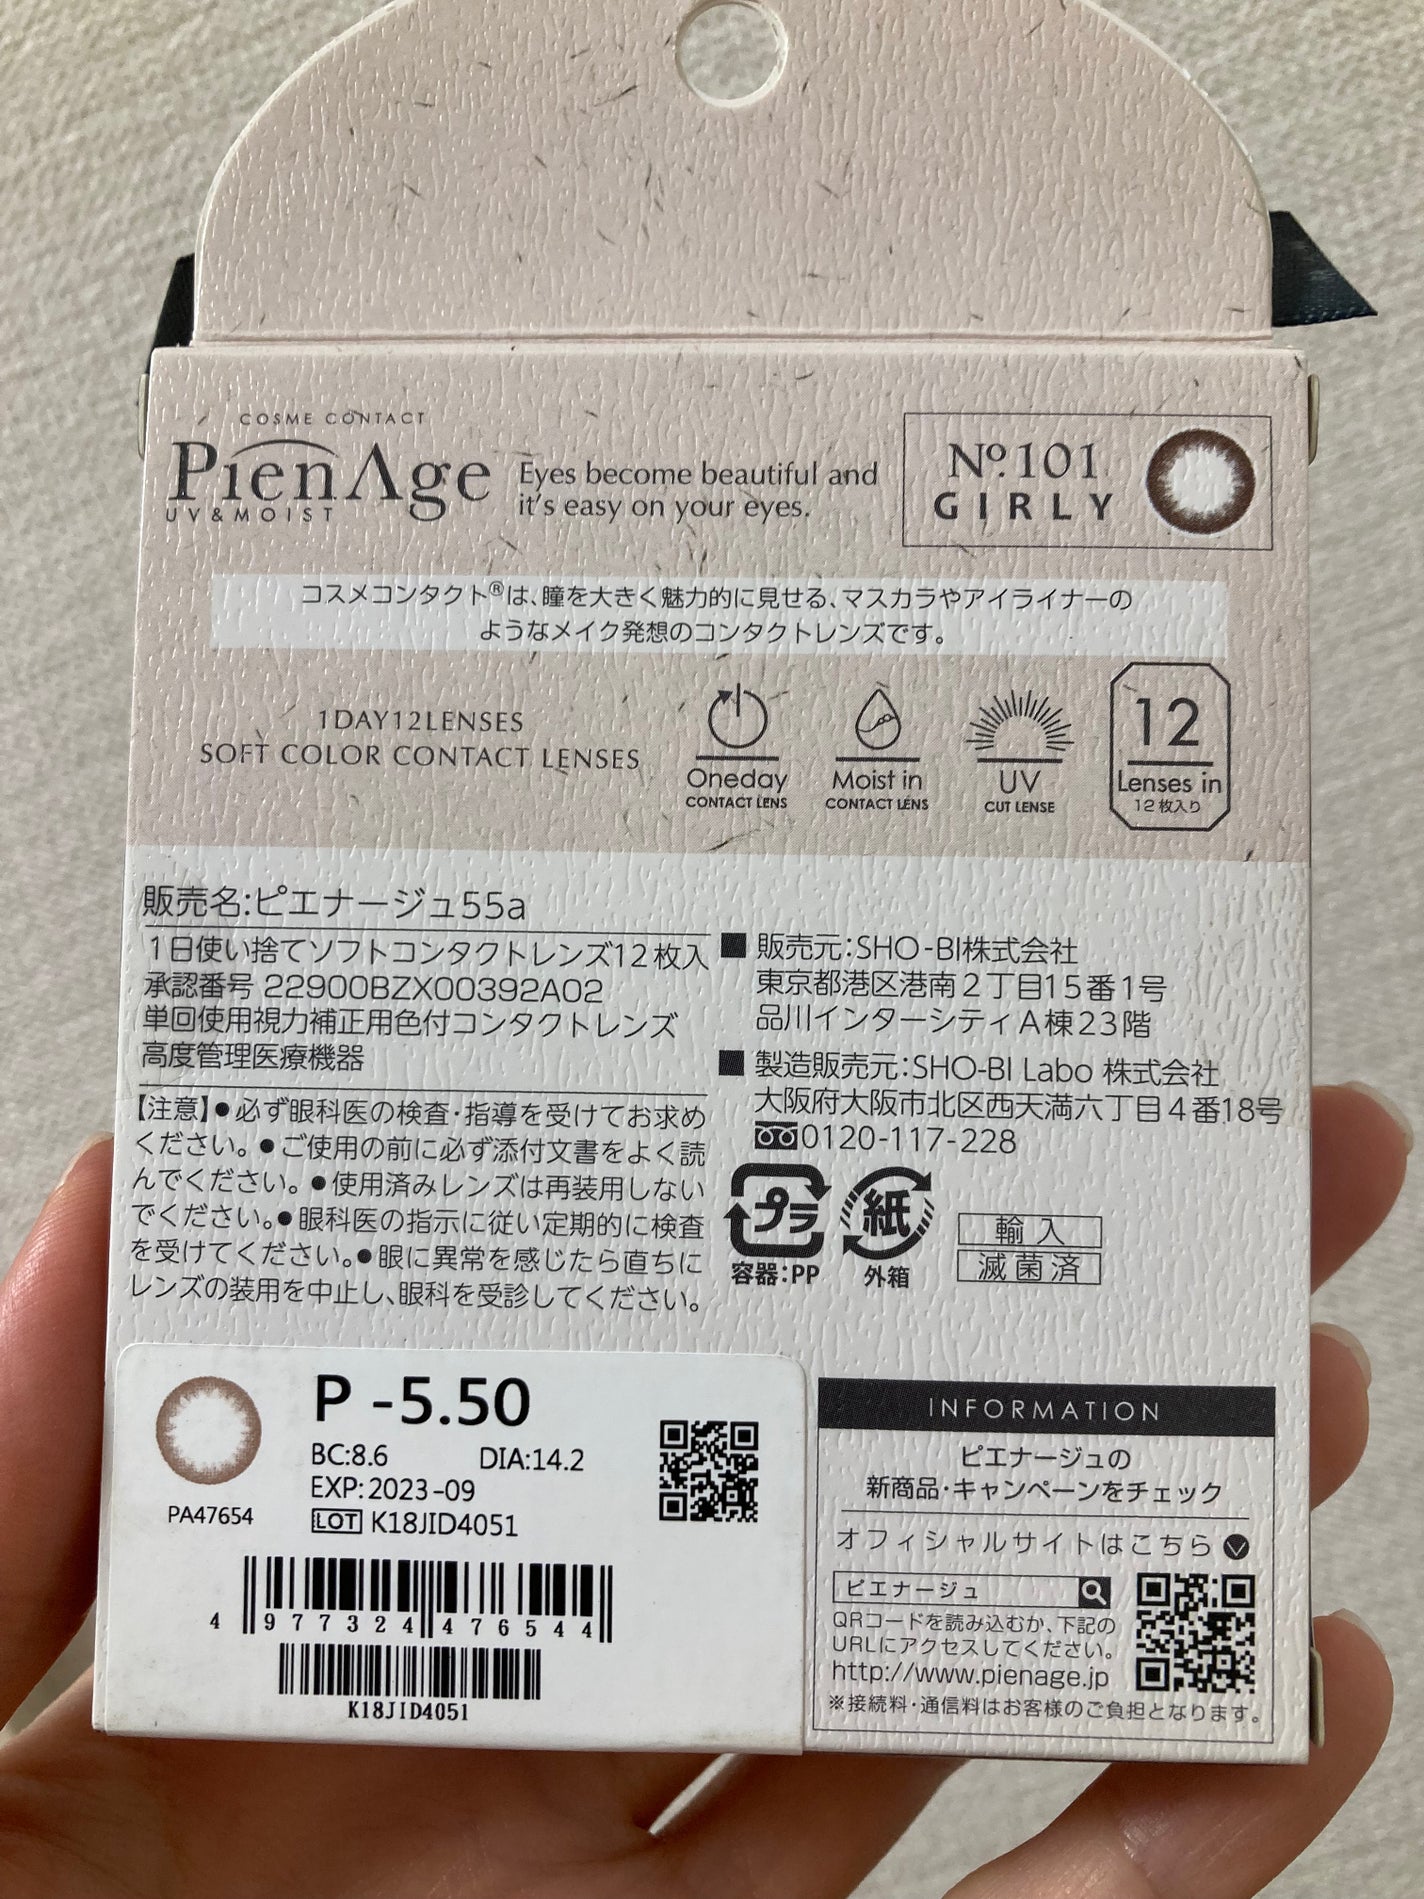 COSME CONTACT
PienAge
UV&MOIST
Eyes become beautiful and
it's easy on your eyes.
No.101
GIRLY
コスメコンタクト®は、瞳を大きく魅力的に見せる、マスカラやアイライナーの
ようなメイク発想のコンタクトレンズです。
1DAY12LENSES
SOFT COLOR CONTACT LENSES
Oneday
CONTACT LENS
Moist in
CONTACT LENS
UV
CUT LENSE
12
Lenses in
12枚入り
販売名:ピエナージュ55a
1日使い捨てソフトコンタクトレンズ12枚入
承認番号 22900BZX00392A02
単回使用視力補正用色付コンタクトレンズ
高度管理医療機器
【注意】●必ず眼科医の検査・指導を受けてお求め
ください。●ご使用の前に必ず添付文書をよく読
んでください。●使用済みレンズは再装用しない
でください。●眼科医の指示に従い定期的に検査
を受けてください。●眼に異常を感じたら直ちに
レンズの装用を中止し、眼科を受診してください。
■ 販売元:SHO-BI株式会社
東京都港区港南2丁目15番1号
品川インターシティA棟23階
■ 製造販売元:SHO-BI Labo 株式会社
大阪府大阪市北区西天満六丁目4番18号
0120-117-228
プラ
容器:PP
紙
外箱
輸入
滅菌済
P -5.50
BC:8.6 DIA:14.2
EXP:2023-09
LOT K18JID4051
PA47654
4 977324 476544
K18JID4051
INFORMATION
ピエナージュの
新商品・キャンペーンをチェック
オフィシャルサイトはこちら
ピエナージュ
QRコードを読み込むか、下記の
URLにアクセスしてください。
http://www.pienage.jp
※接続料・通信料はお客様のご負担となります。